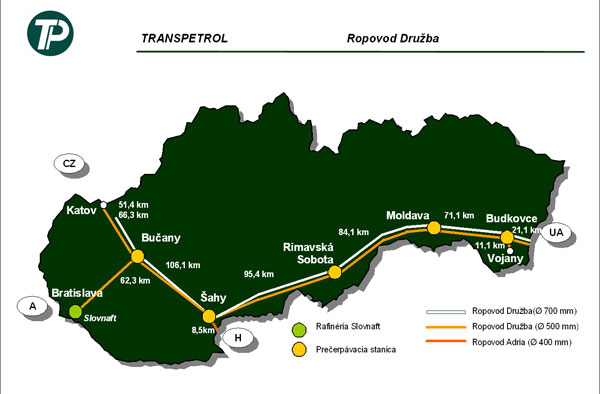 TP
TRANSPETROL
Ropovod Družba
CZ
51,4 km
66,3 km
Katov
Moldava
71,1 km
Budkovce
21,1 km
UA
84,1 km
Bučany
11,1 km
Vojany
Rimavská
Sobota
106,1 km
95,4 km
62,3 km
Bratislava
A
Slovnaft
Šahy
8,5km
H
Rafinéria Slovnaft
Prečerpávacia stanica
Ropovod Družba(Ø 700 mm)
Ropovod Družba (Ø 500 mm)
Ropovod Adria (Ø 400 mm)